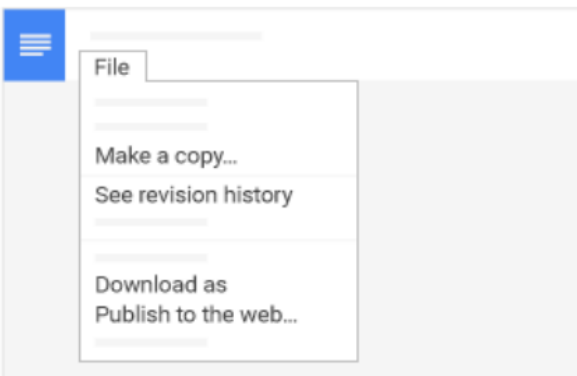 File
Make a copy...
See revision history
Download as
Publish to the web...